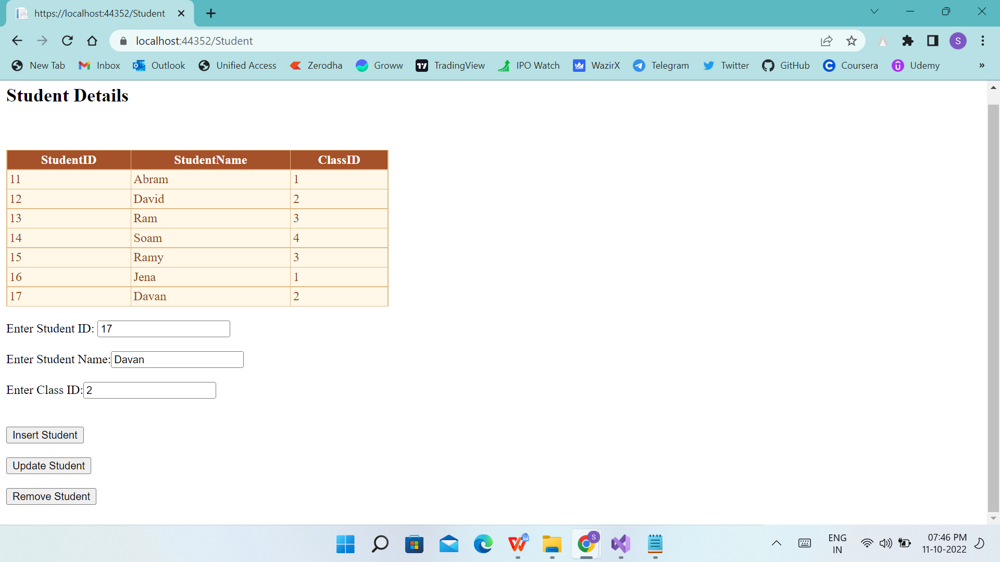 https://localhost:44352/Student
localhost:44352/Student
S
New Tab Inbox Outlook Unified Access Zerodha Groww TradingView IPO Watch WazirX Telegram Twitter GitHub Coursera Udemy »
Student Details
StudentID StudentName ClassID
11 Abram 1
12 David 2
13 Ram 3
14 Soam 4
15 Ramy 3
16 Jena 1
17 Davan 2
Enter Student ID: 17
Enter Student Name: Davan
Enter Class ID: 2
Insert Student
Update Student
Remove Student
ENG
IN
07:46 PM
11-10-2022